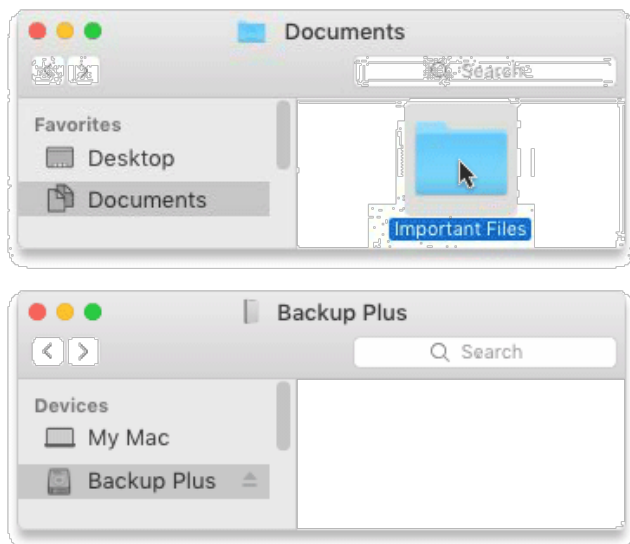 Documents
Search
Favorites
Desktop
Documents
Important Files
Backup Plus
Search
Devices
My Mac
Backup Plus